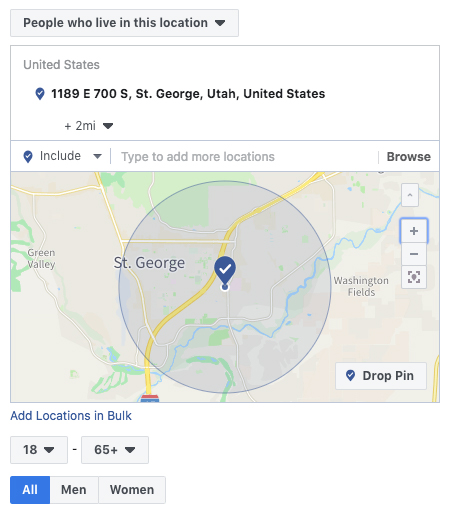 People who live in this location
United States
1189 E 700 S, St. George, Utah, United States
+ 2mi
Include
Type to add more locations
Browse
Green
Valley
St. George
Washington
Fields
+
−
Drop Pin
Add Locations in Bulk
18 - 65+
All Men Women